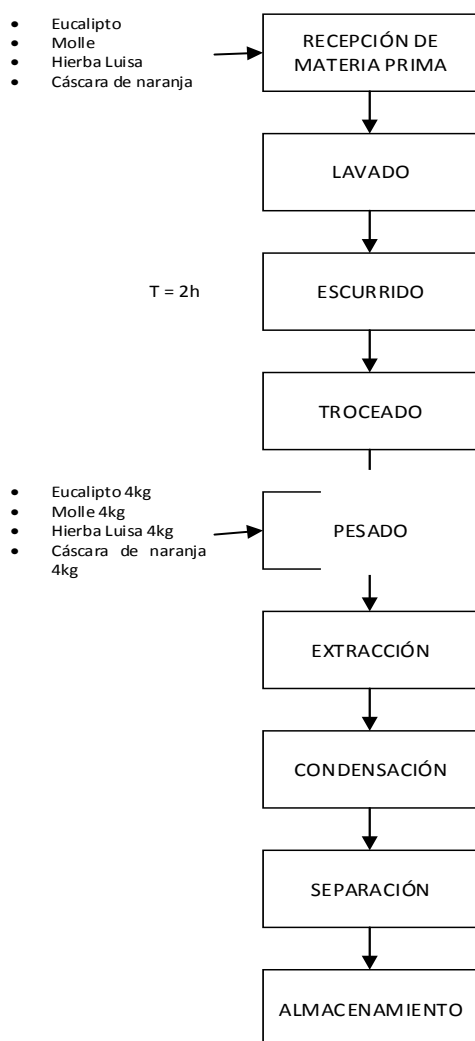 • Eucalipto
• Molle
• Hierba Luisa
• Cáscara de naranja
RECEPCIÓN DE
MATERIA PRIMA
LAVADO
T = 2h
ESCURRIDO
TROCEADO
• Eucalipto 4kg
• Molle 4kg
• Hierba Luisa 4kg
• Cáscara de naranja
4kg
PESADO
EXTRACCIÓN
CONDENSACIÓN
SEPARACIÓN
ALMACENAMIENTO